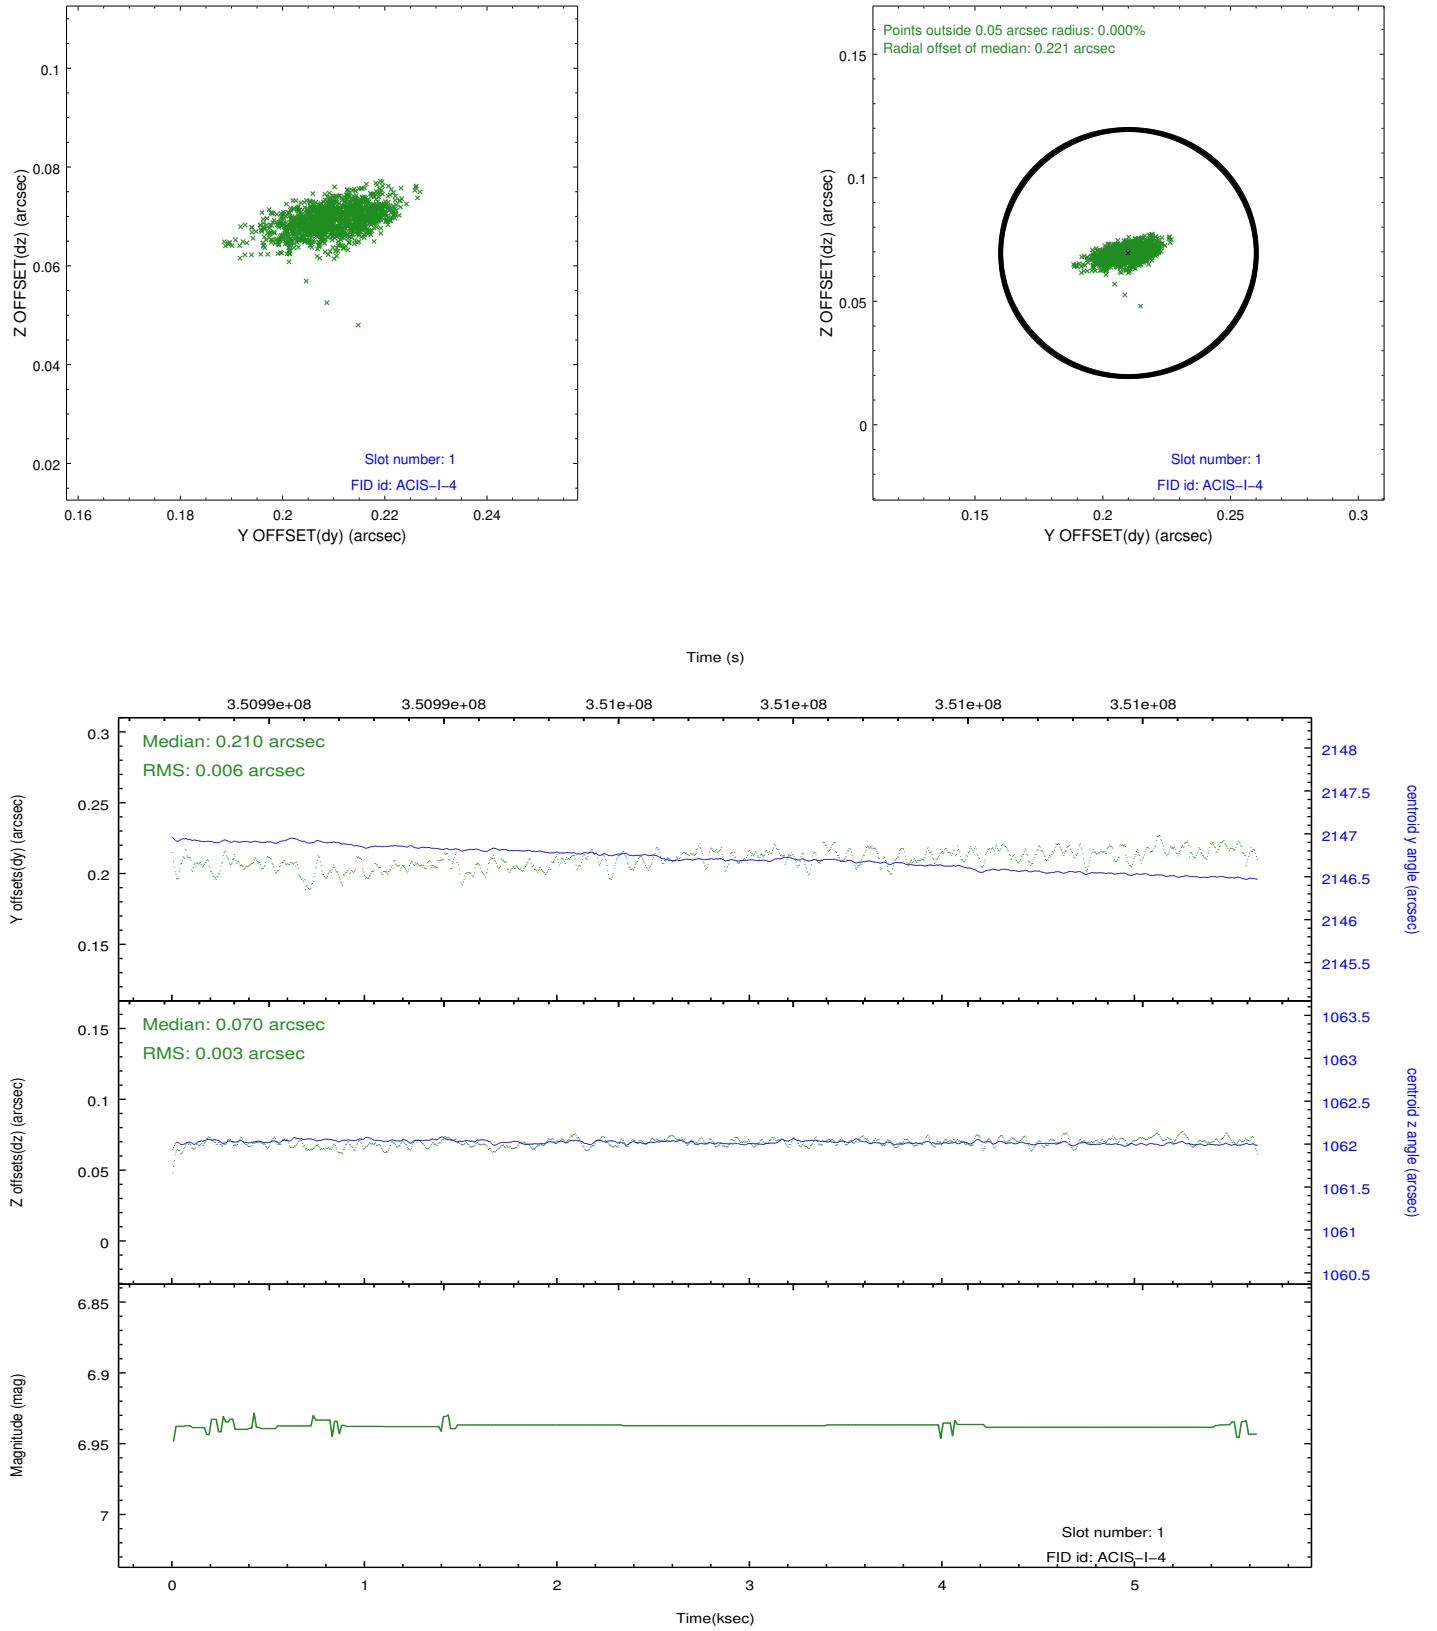 0.1
0.08
0.06
0.04
0.02
Z OFFSET(dz) (arcsec)
Slot number: 1
FID id: ACIS−I−4
0.16 0.18 0.2 0.22 0.24
Y OFFSET(dy) (arcsec)
Points outside 0.05 arcsec radius: 0.000%
Radial offset of median: 0.221 arcsec
0.15
0.1
0.05
0
Z OFFSET(dz) (arcsec)
Slot number: 1
FID id: ACIS−I−4
0.15 0.2 0.25 0.3
Y OFFSET(dy) (arcsec)
Time (s)
3.5099e+08 3.5099e+08 3.51e+08 3.51e+08 3.51e+08 3.51e+08
Median: 0.210 arcsec
RMS: 0.006 arcsec
0.3
0.25
0.2
0.15
Y offsets(dy) (arcsec)
2148
2147.5
2147
2146.5
2146
2145.5
centroid y angle (arcsec)
Median: 0.070 arcsec
RMS: 0.003 arcsec
0.15
0.1
0.05
0
Z offsets(dz) (arcsec)
1063.5
1063
1062.5
1062
1061.5
1061
1060.5
centroid z angle (arcsec)
6.85
6.9
6.95
7
Magnitude (mag)
Slot number: 1
FID id: ACIS−I−4
0 1 2 3 4 5
Time(ksec)